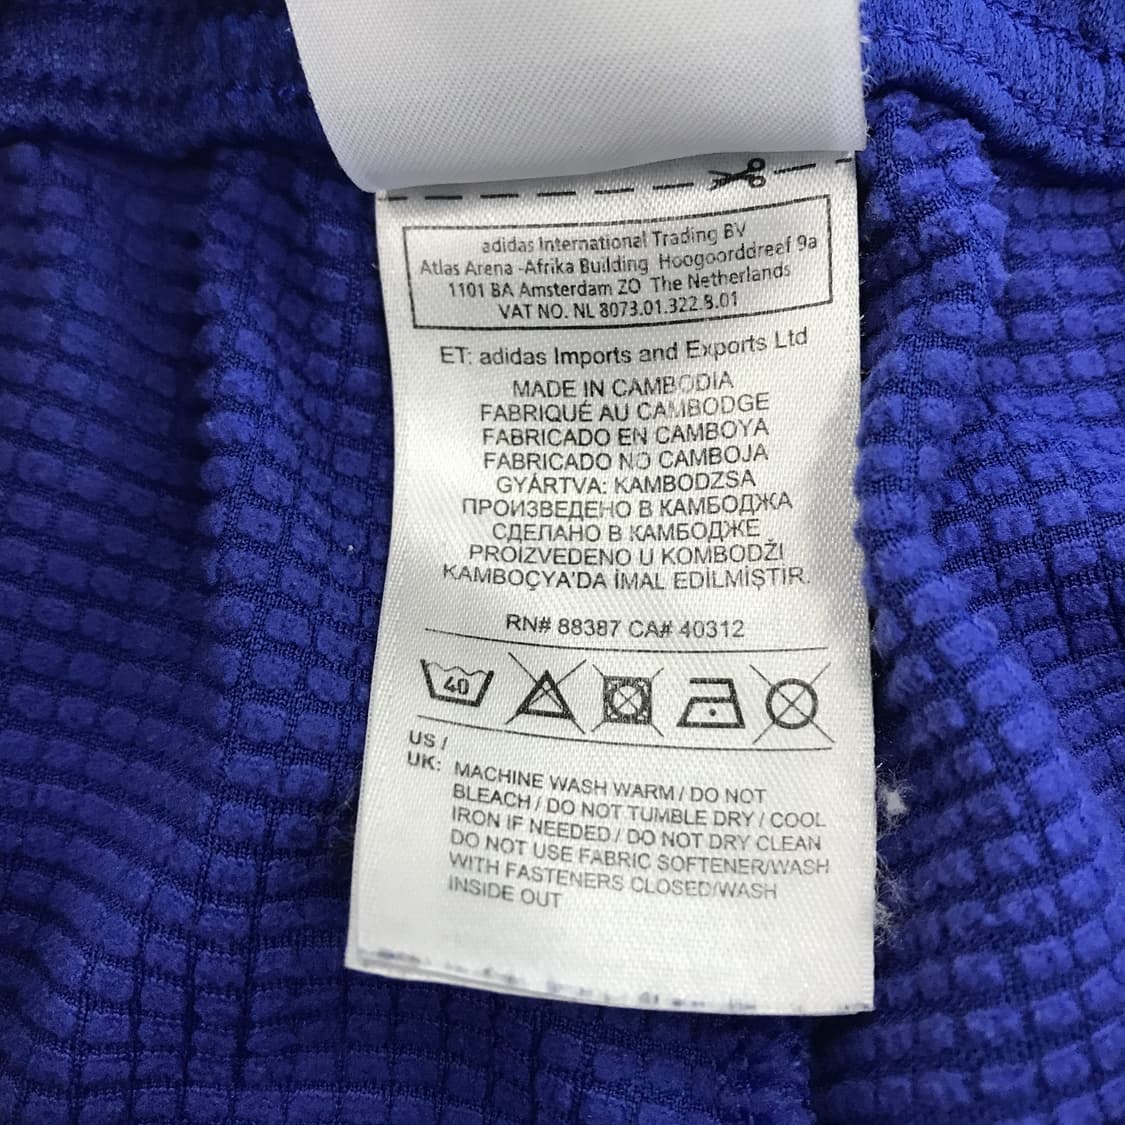 adidas International Trading BV
Atlas Arena -Afrika Building Hoogoorddreef 9a
1101 BA Amsterdam ZO The Netherlands
VAT NO. NL 8073.01.322.B.01
ET: adidas Imports and Exports Ltd
MADE IN CAMBODIA
FABRIQUÉ AU CAMBODGE
FABRICADO EN CAMBOYA
FABRICADO NO CAMBOJA
GYÁRTVA: KAMBODZSA
ПРОИЗВЕДЕНО В КАМБОДЖА
СДЕЛАНО В КАМБОДЖЕ
PROIZVEDENO U KOMBODŽI
KAMBOÇYA'DA İMAL EDİLMİŞTİR.
RN# 88387 CA# 40312
40
US /
UK: MACHINE WASH WARM / DO NOT
BLEACH / DO NOT TUMBLE DRY / COOL
IRON IF NEEDED / DO NOT DRY CLEAN
DO NOT USE FABRIC SOFTENER/WASH
WITH FASTENERS CLOSED/WASH
INSIDE OUT